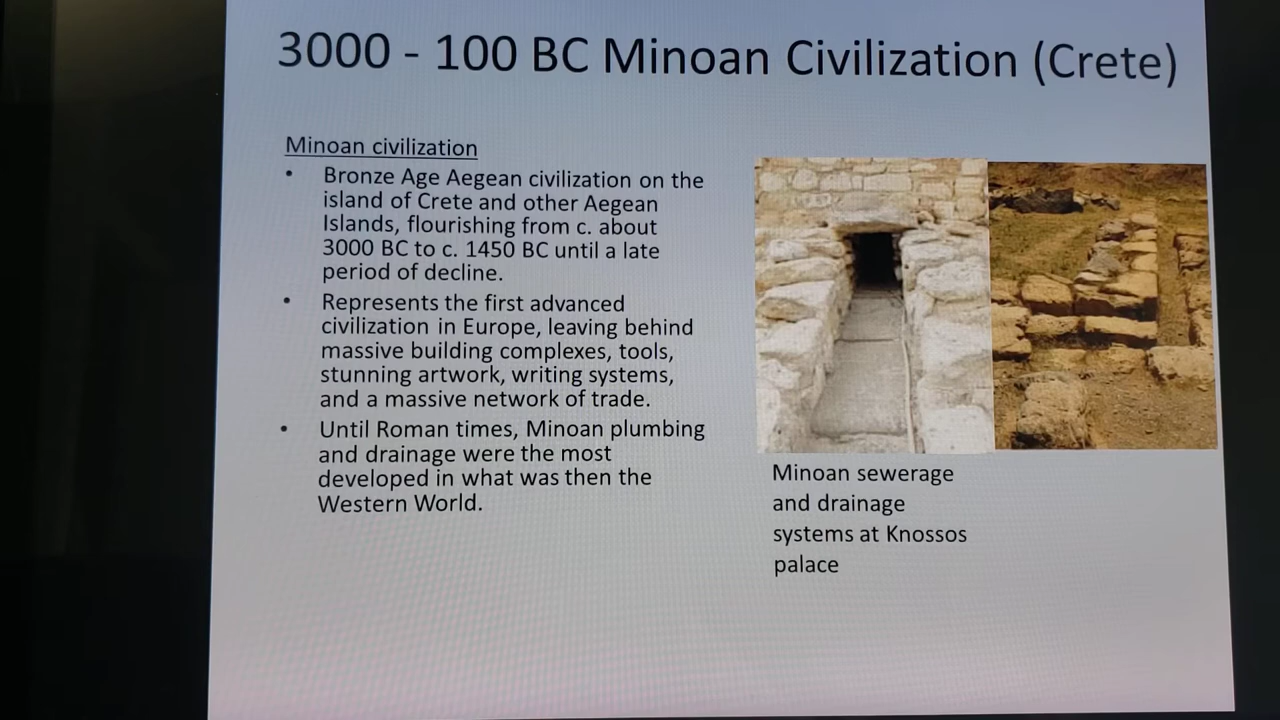 3000 - 100 BC Minoan Civilization (Crete)
Minoan civilization
• Bronze Age Aegean civilization on the
island of Crete and other Aegean
Islands, flourishing from c. about
3000 BC to c. 1450 BC until a late
period of decline.
• Represents the first advanced
civilization in Europe, leaving behind
massive building complexes, tools,
stunning artwork, writing systems,
and a massive network of trade.
• Until Roman times, Minoan plumbing
and drainage were the most
developed in what was then the
Western World.
Minoan sewerage
and drainage
systems at Knossos
palace